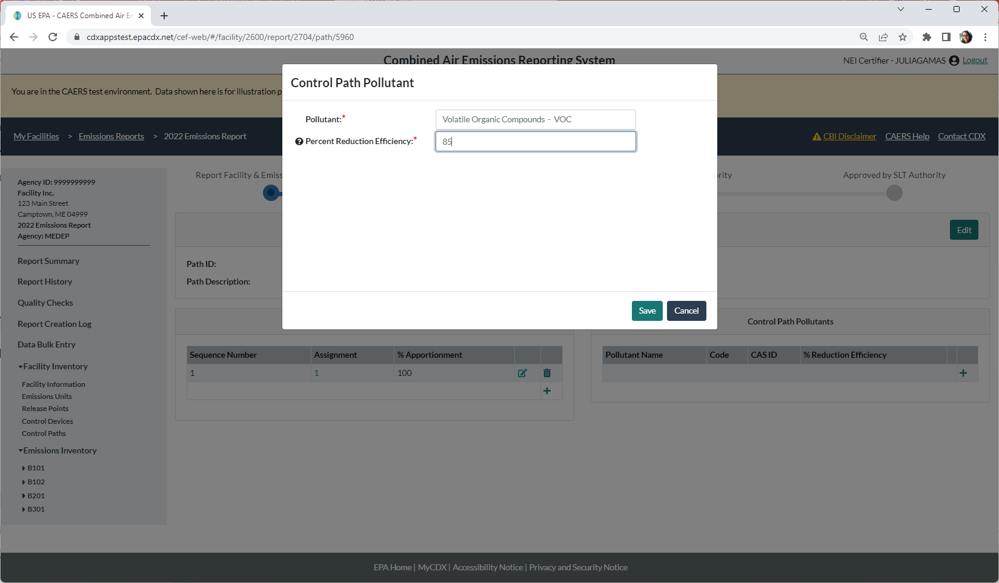 US EPA - CAERS Combined Air En
cdxappstest.epacdx.net/cef-web/#/facility/2600/report/2704/path/5960
Combined Air Emissions Reporting System
NEI Certifier - JULIAGAMAS Logout
You are in the CAERS test environment. Data shown here is for illustration p
My Facilities > Emissions Reports > 2022 Emissions Report
CBI Disclaimer CAERS Help Contact CDX
Control Path Pollutant
Pollutant:* Volatile Organic Compounds - VOC
Percent Reduction Efficiency:* 85
Save Cancel
Agency ID: 9999999999
Facility Inc.
123 Main Street
Camptown, ME 04999
2022 Emissions Report
Agency: MEDEP
Report Summary
Report History
Quality Checks
Report Creation Log
Data Bulk Entry
Facility Inventory
Facility Information
Emissions Units
Release Points
Control Devices
Control Paths
Emissions Inventory
B101
B102
B201
B301
Report Facility & Emiss
rity
Approved by SLT Authority
Edit
Path ID:
Path Description:
Sequence Number Assignment % Apportionment
1 1 100
Control Path Pollutants
Pollutant Name Code CAS ID % Reduction Efficiency
EPA Home | MyCDX | Accessibility Notice | Privacy and Security Notice